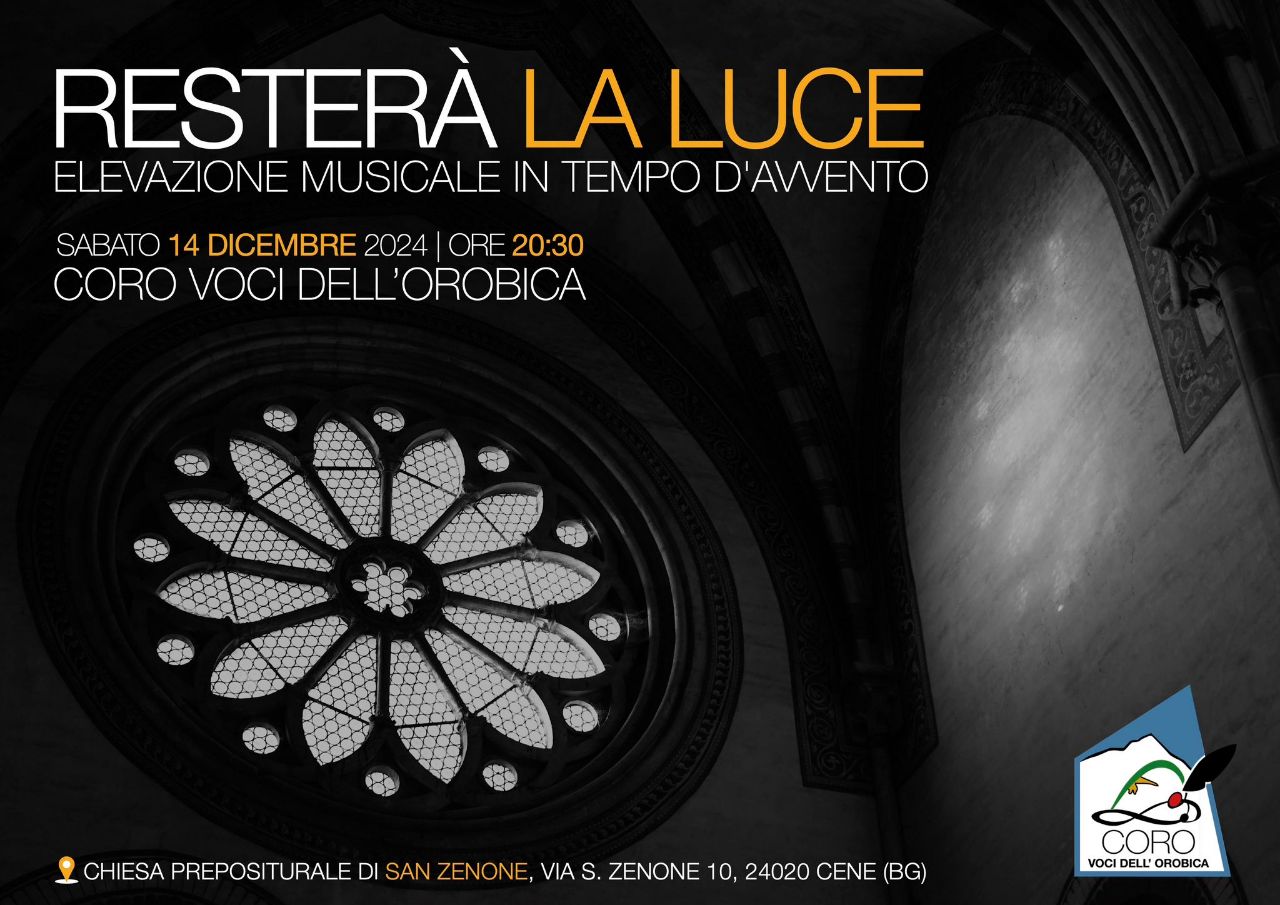 RESTERÀ LA LUCE
ELEVAZIONE MUSICALE IN TEMPO D'AVVENTO
SABATO 14 DICEMBRE 2024 | ORE 20:30
CORO VOCI DELL’OROBICA
CORO
VOCI DELL' OROBICA
CHIESA PREPOSITURALE DI SAN ZENONE, VIA S. ZENONE 10, 24020 CENE (BG)